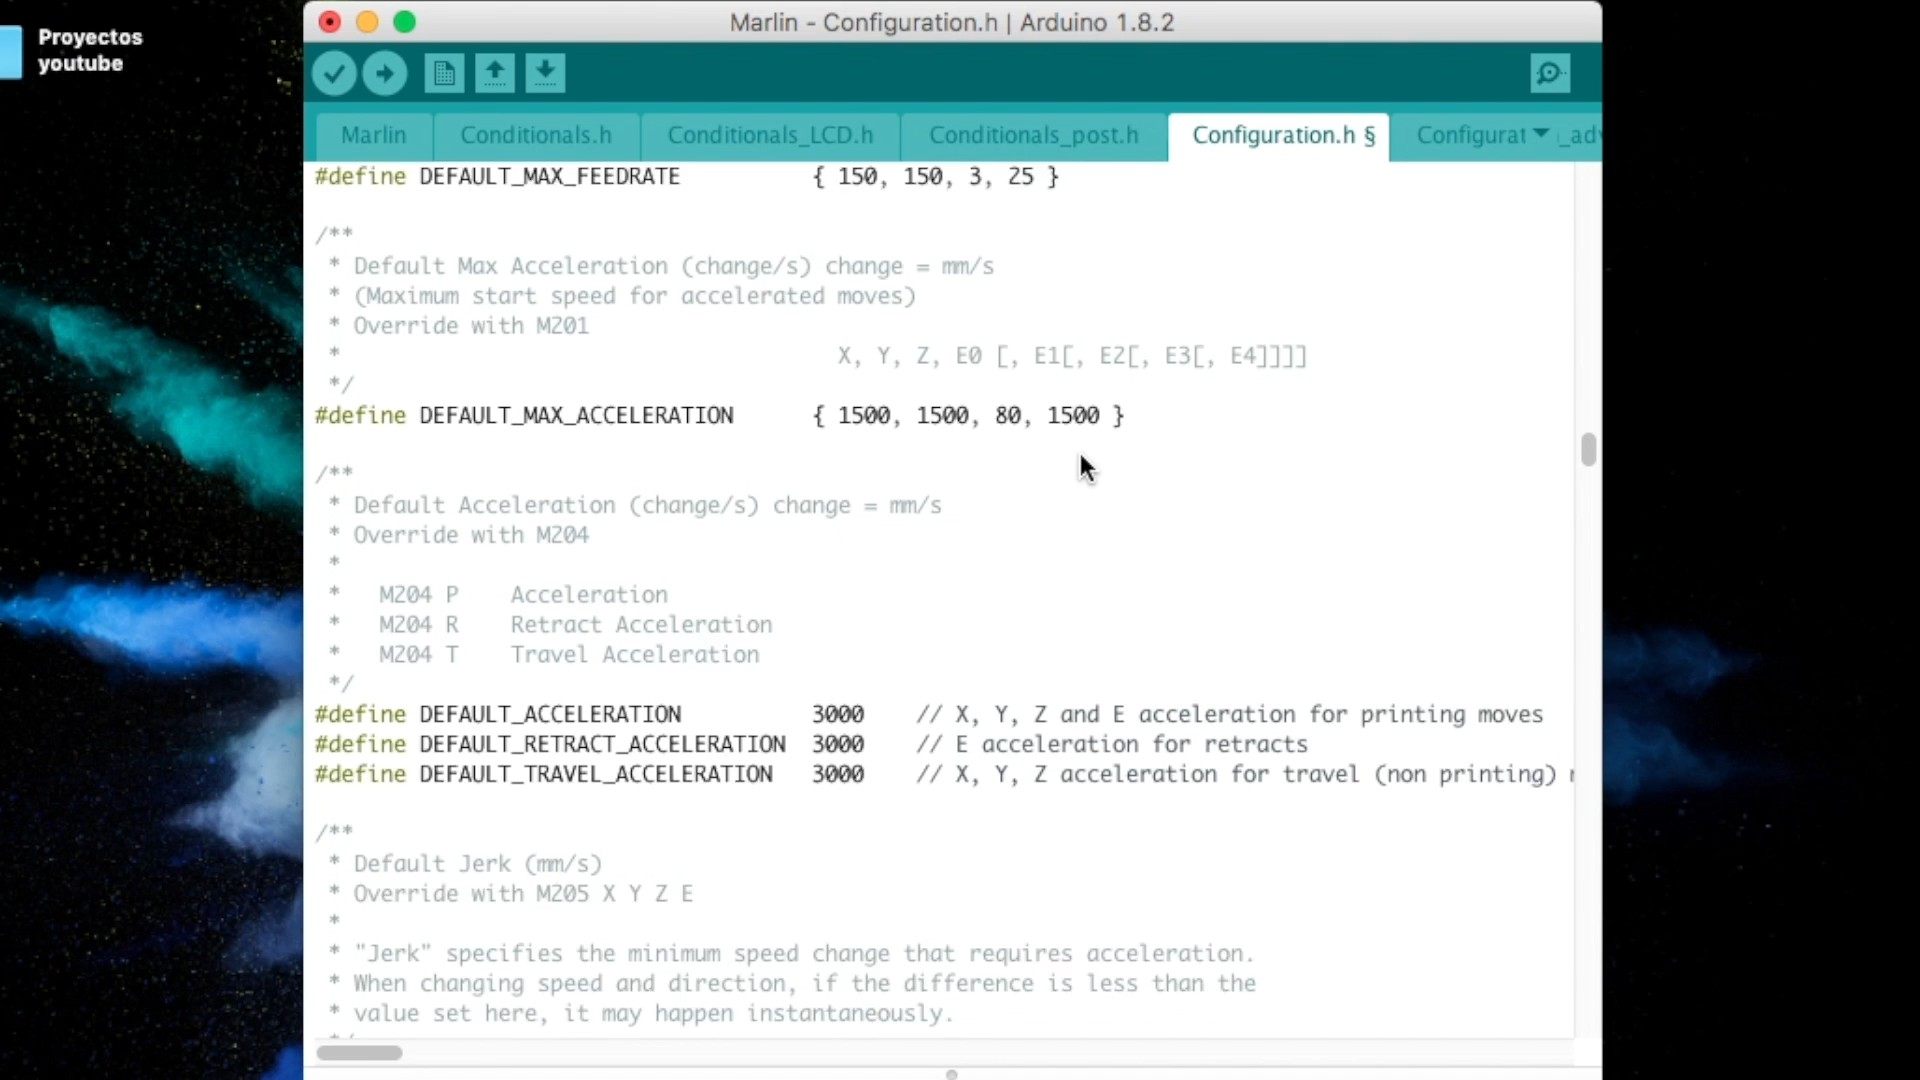 Proyectos
youtube
Marlin - Configuration.h | Arduino 1.8.2
Marlin
Conditionals.h
Conditionals_LCD.h
Conditionals_post.h
Configuration.h §
Configurat
_adv
#define DEFAULT_MAX_FEEDRATE { 150, 150, 3, 25 }
/**
* Default Max Acceleration (change/s) change = mm/s
* (Maximum start speed for accelerated moves)
* Override with M201
* X, Y, Z, E0 [, E1[, E2[, E3[, E4]]]]
*/
#define DEFAULT_MAX_ACCELERATION { 1500, 1500, 80, 1500 }
/**
* Default Acceleration (change/s) change = mm/s
* Override with M204
*
* M204 P Acceleration
* M204 R Retract Acceleration
* M204 T Travel Acceleration
*/
#define DEFAULT_ACCELERATION 3000 // X, Y, Z and E acceleration for printing moves
#define DEFAULT_RETRACT_ACCELERATION 3000 // E acceleration for retracts
#define DEFAULT_TRAVEL_ACCELERATION 3000 // X, Y, Z acceleration for travel (non printing)
/**
* Default Jerk (mm/s)
* Override with M205 X Y Z E
*
* "Jerk" specifies the minimum speed change that requires acceleration.
* When changing speed and direction, if the difference is less than the
* value set here, it may happen instantaneously.